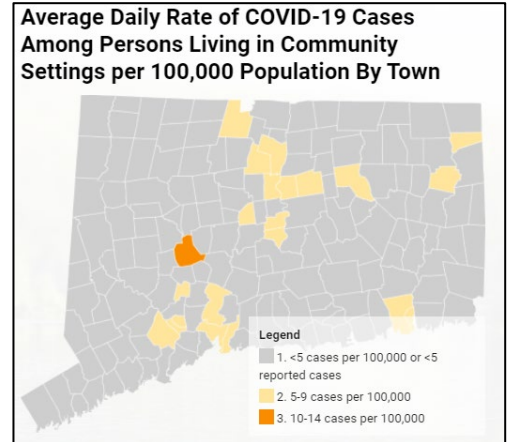 Average Daily Rate of COVID-19 Cases
Among Persons Living in Community
Settings per 100,000 Population By Town
Legend
1. <5 cases per 100,000 or <5
reported cases
2. 5-9 cases per 100,000
3. 10-14 cases per 100,000